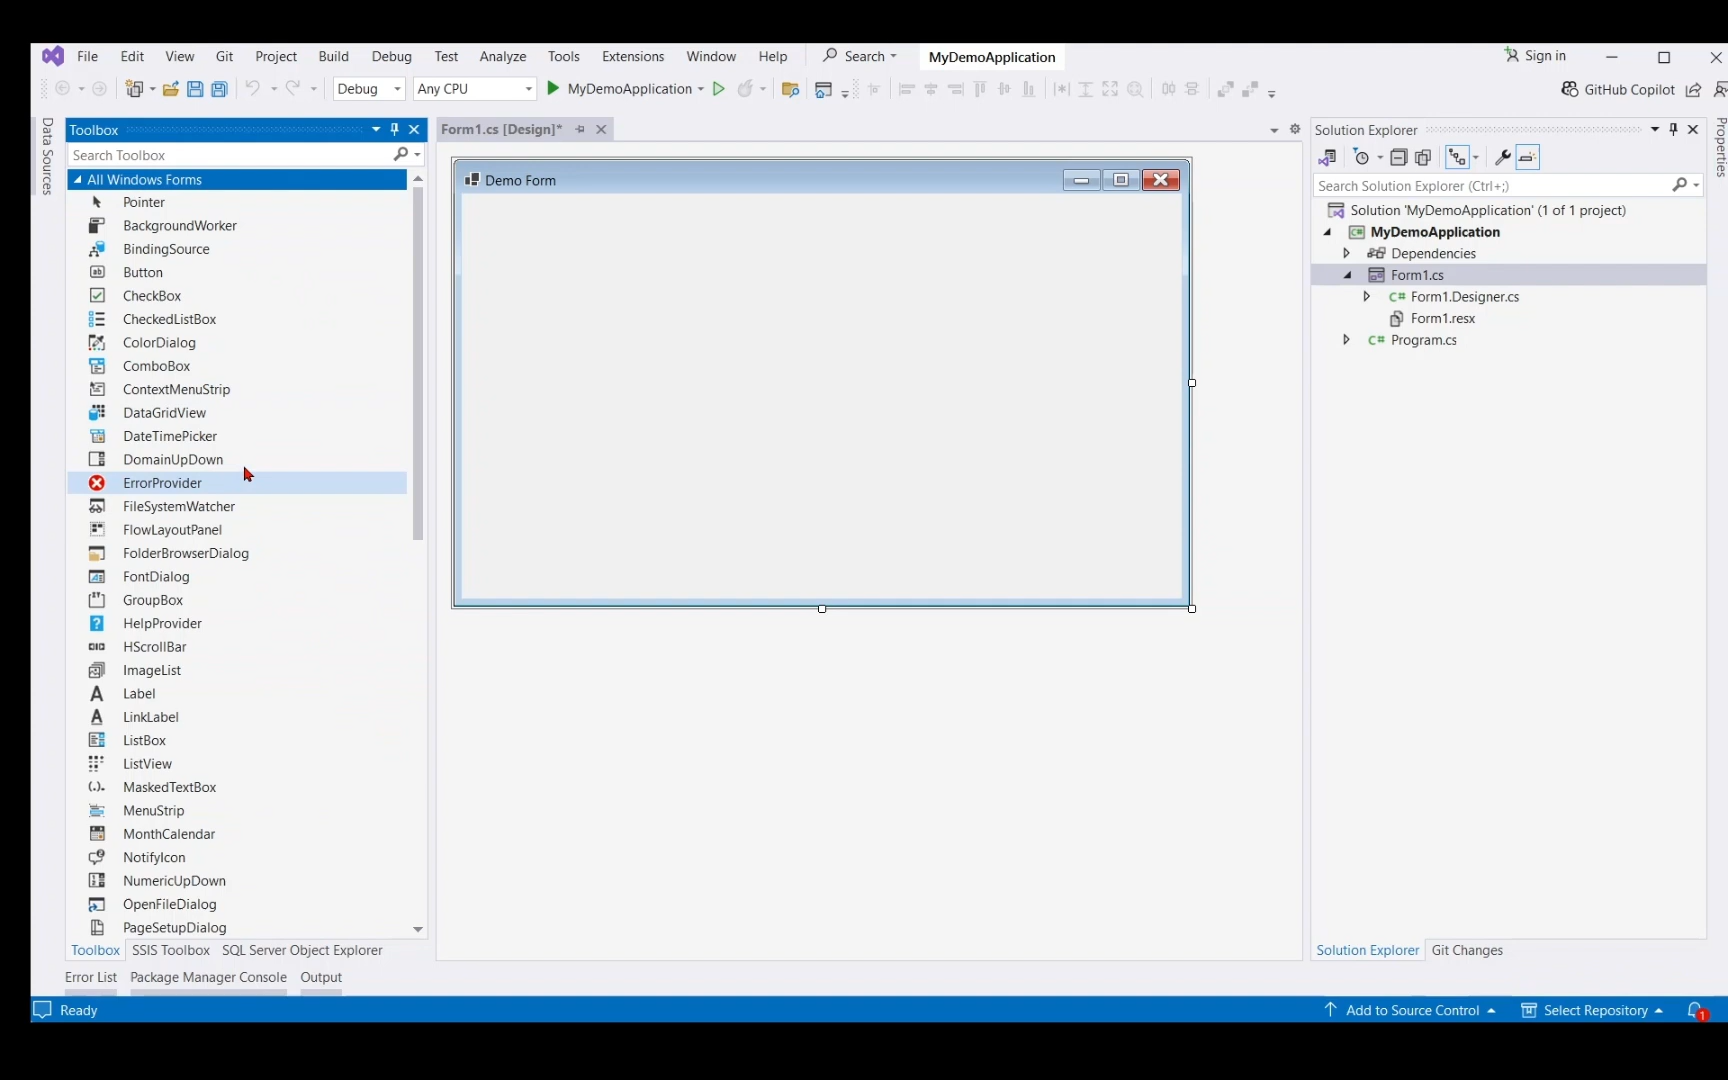 File Edit View Git Project Build Debug Test Analyze Tools Extensions Window Help Search MyDemoApplication Sign in
Debug Any CPU MyDemoApplication GitHub Copilot
Data Sources
Toolbox
Search Toolbox
All Windows Forms
Pointer
BackgroundWorker
BindingSource
Button
CheckBox
CheckedListBox
ColorDialog
ComboBox
ContextMenuStrip
DataGridView
DateTimePicker
DomainUpDown
ErrorProvider
FileSystemWatcher
FlowLayoutPanel
FolderBrowserDialog
FontDialog
GroupBox
HelpProvider
HScrollBar
ImageList
Label
LinkLabel
ListBox
ListView
MaskedTextBox
MenuStrip
MonthCalendar
NotifyIcon
NumericUpDown
OpenFileDialog
PageSetupDialog
Toolbox SSIS Toolbox SQL Server Object Explorer
Form1.cs [Design]*
Demo Form
Solution Explorer
Search Solution Explorer (Ctrl+;)
Solution 'MyDemoApplication' (1 of 1 project)
MyDemoApplication
Dependencies
Form1.cs
C# Form1.Designer.cs
Form1.resx
C# Program.cs
Solution Explorer Git Changes
Properties
Error List Package Manager Console Output
Ready Add to Source Control Select Repository 1